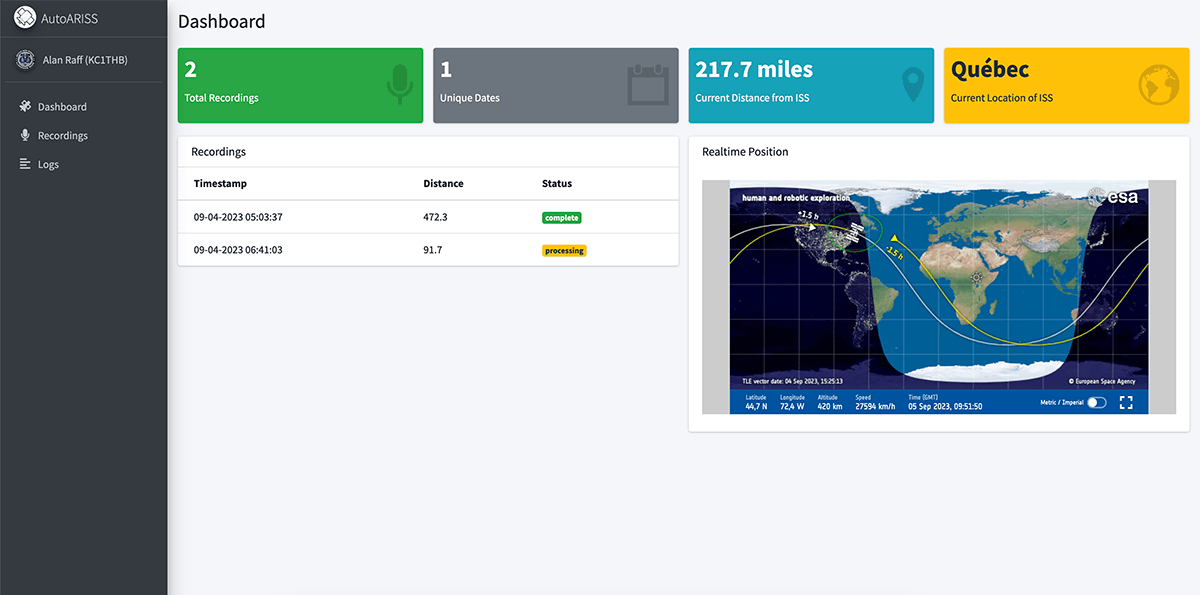 AutoARISS
Alan Raff (KC1THB)
Dashboard
Recordings
Logs
Dashboard
2
Total Recordings
1
Unique Dates
217.7 miles
Current Distance from ISS
Québec
Current Location of ISS
Recordings
Timestamp Distance Status
09-04-2023 05:03:37 472.3 complete
09-04-2023 06:41:03 91.7 processing
Realtime Position
human and robotic exploration
esa
+1.5 h
-1.5 h
TLE vector date: 04 Sep 2023, 15:25:13
© European Space Agency
Latitude Longitude Altitude Speed Time (GMT)
44,7 N 72,4 W 420 km 27594 km/h 05 Sep 2023, 09:51:50
Metric / Imperial